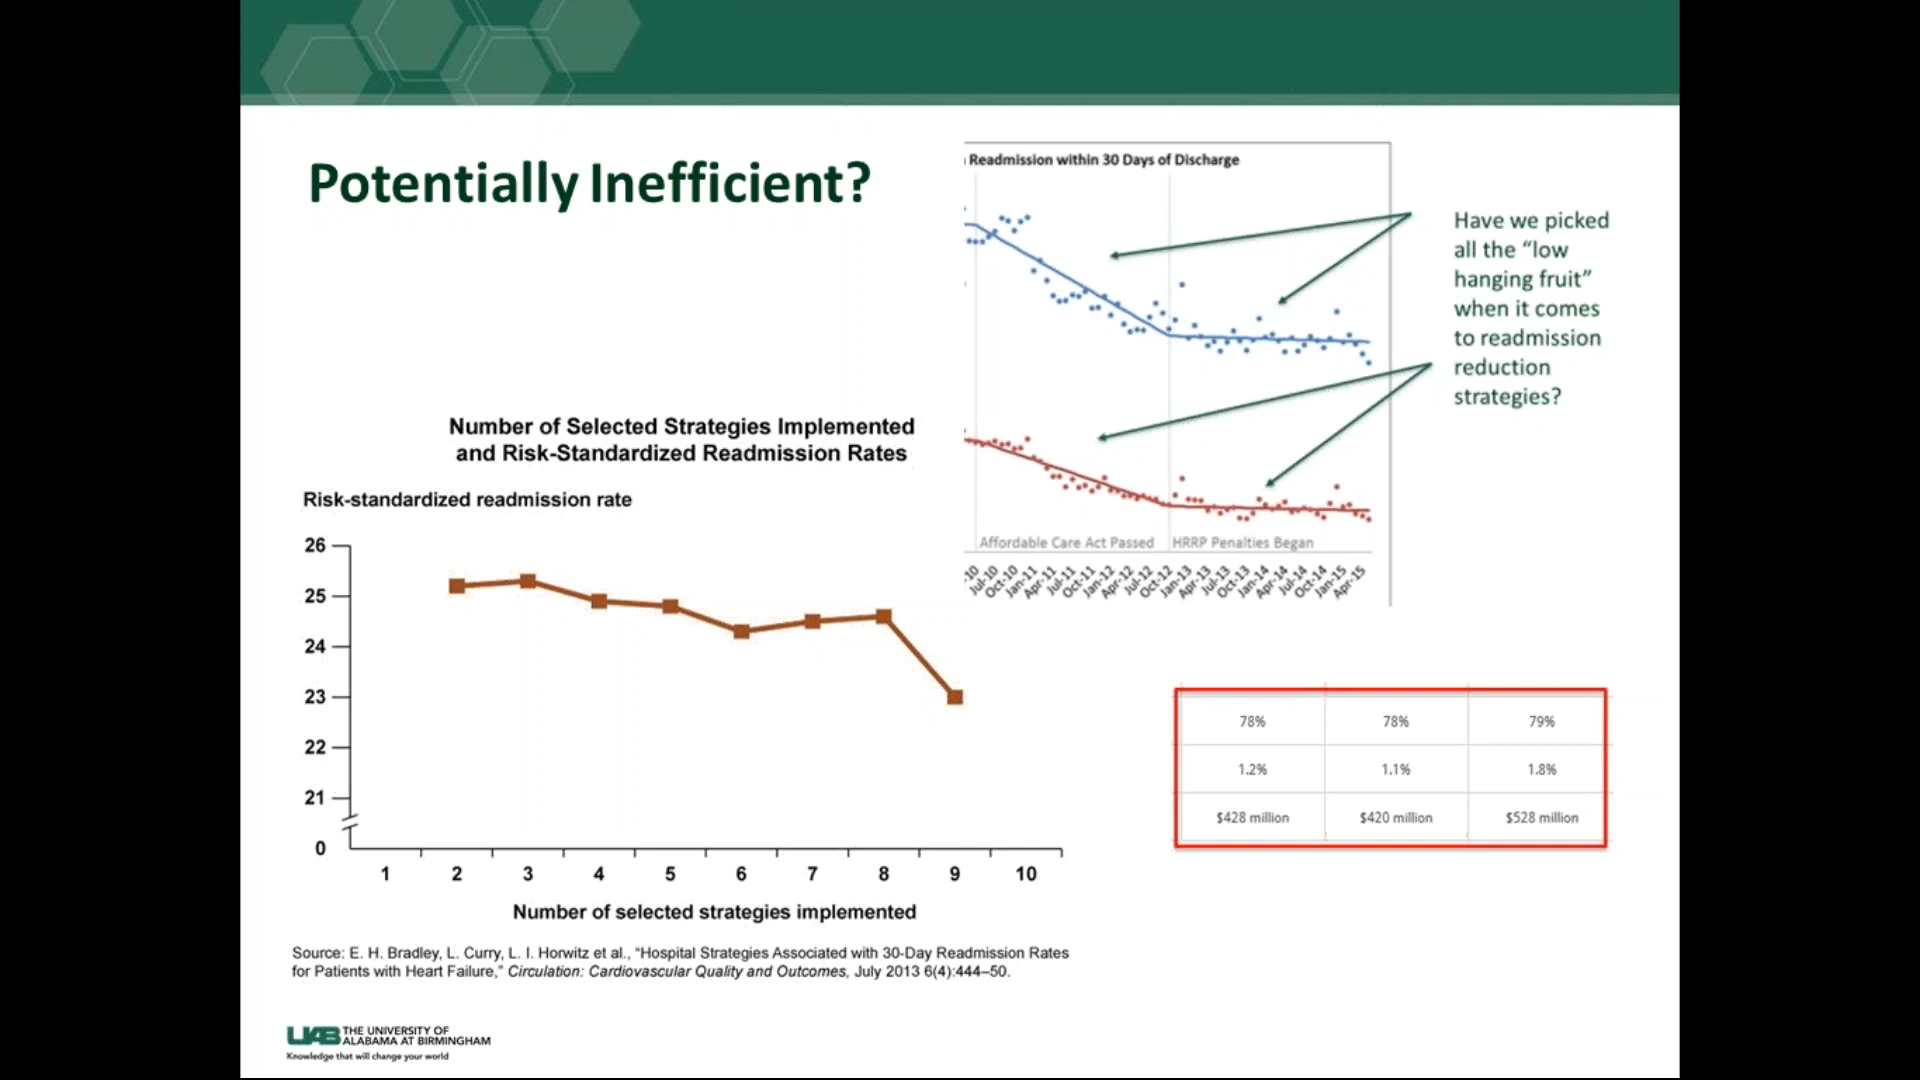 Potentially Inefficient?
Readmission within 30 Days of Discharge
Have we picked
all the “low
hanging fruit”
when it comes
to readmission
reduction
strategies?
Affordable Care Act Passed
HRRP Penalties Began
-10
Jul-10
Oct-10
Jan-11
Apr-11
Jul-11
Oct-11
Jan-12
Apr-12
Jul-12
Oct-12
Jan-13
Apr-13
Jul-13
Oct-13
Jan-14
Apr-14
Jul-14
Oct-14
Jan-15
Apr-15
Number of Selected Strategies Implemented
and Risk-Standardized Readmission Rates
Risk-standardized readmission rate
26
25
24
23
22
21
0
1 2 3 4 5 6 7 8 9 10
Number of selected strategies implemented
78% 78% 79%
1.2% 1.1% 1.8%
$428 million $420 million $528 million
Source: E. H. Bradley, L. Curry, L. I. Horwitz et al., “Hospital Strategies Associated with 30-Day Readmission Rates
for Patients with Heart Failure,” Circulation: Cardiovascular Quality and Outcomes, July 2013 6(4):444–50.
UAB THE UNIVERSITY OF
ALABAMA AT BIRMINGHAM
Knowledge that will change your world